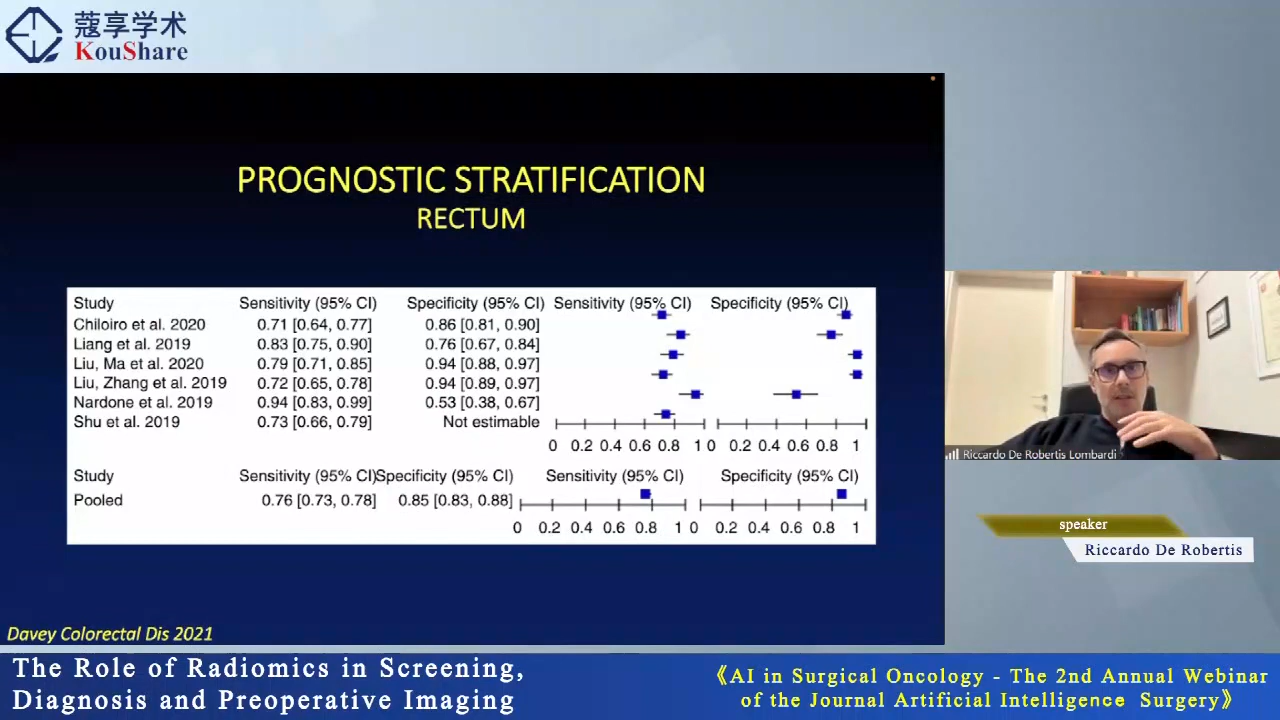 蔻享学术
KouShare
PROGNOSTIC STRATIFICATION
RECTUM
Study Sensitivity (95% CI) Specificity (95% CI) Sensitivity (95% CI) Specificity (95% CI)
Chiloiro et al. 2020 0.71 [0.64, 0.77] 0.86 [0.81, 0.90]
Liang et al. 2019 0.83 [0.75, 0.90] 0.76 [0.67, 0.84]
Liu, Ma et al. 2020 0.79 [0.71, 0.85] 0.94 [0.88, 0.97]
Liu, Zhang et al. 2019 0.72 [0.65, 0.78] 0.94 [0.89, 0.97]
Nardone et al. 2019 0.94 [0.83, 0.99] 0.53 [0.38, 0.67]
Shu et al. 2019 0.73 [0.66, 0.79] Not estimable
0 0.2 0.4 0.6 0.8 1 0 0.2 0.4 0.6 0.8 1
Study Sensitivity (95% CI) Specificity (95% CI) Sensitivity (95% CI) Specificity (95% CI)
Pooled 0.76 [0.73, 0.78] 0.85 [0.83, 0.88]
0 0.2 0.4 0.6 0.8 1 0 0.2 0.4 0.6 0.8 1
Davey Colorectal Dis 2021
Riccardo De Robertis Lombardi
speaker
Riccardo De Robertis
The Role of Radiomics in Screening,
Diagnosis and Preoperative Imaging
《AI in Surgical Oncology - The 2nd Annual Webinar
of the Journal Artificial Intelligence Surgery》